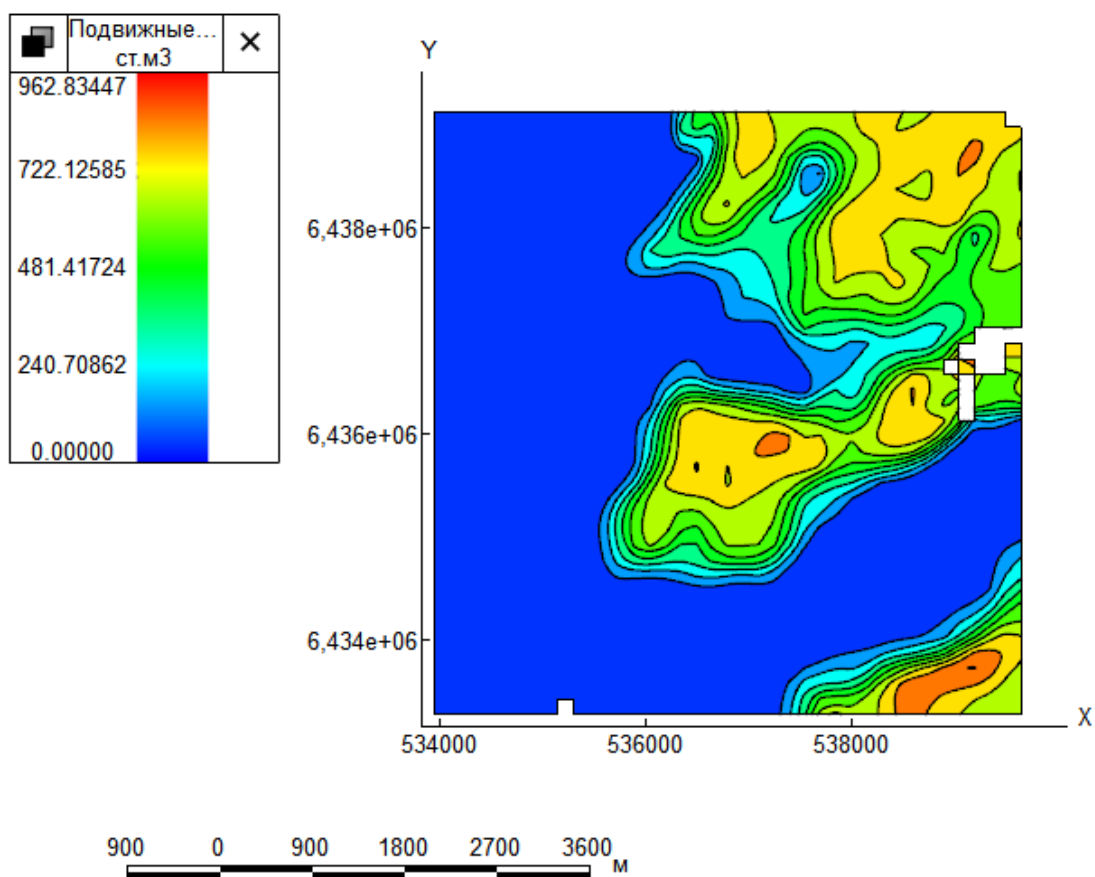 Подвижные...
ст.м3
962.83447
722.12585
481.41724
240.70862
0.00000
Y
6,438e+06
6,436e+06
6,434e+06
X
534000 536000 538000
900 0 900 1800 2700 3600 м